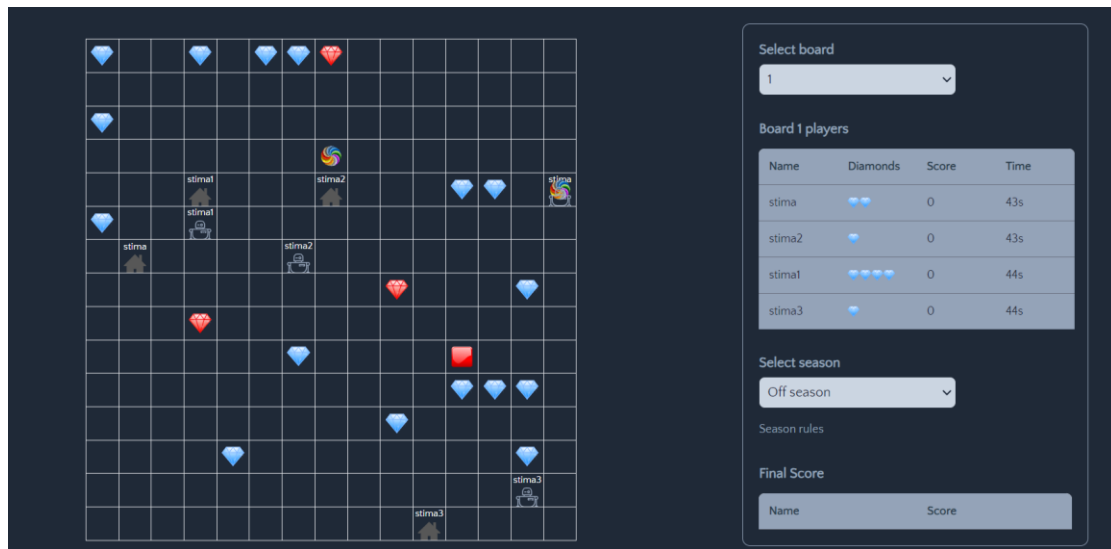 Select board
1
Board 1 players
Name Diamonds Score Time
stima 0 43s
stima2 0 43s
stima1 0 44s
stima3 0 44s
Select season
Off season
Season rules
Final Score
Name Score
stima1
stima2
stima
stima1
stima
stima2
stima3
stima3